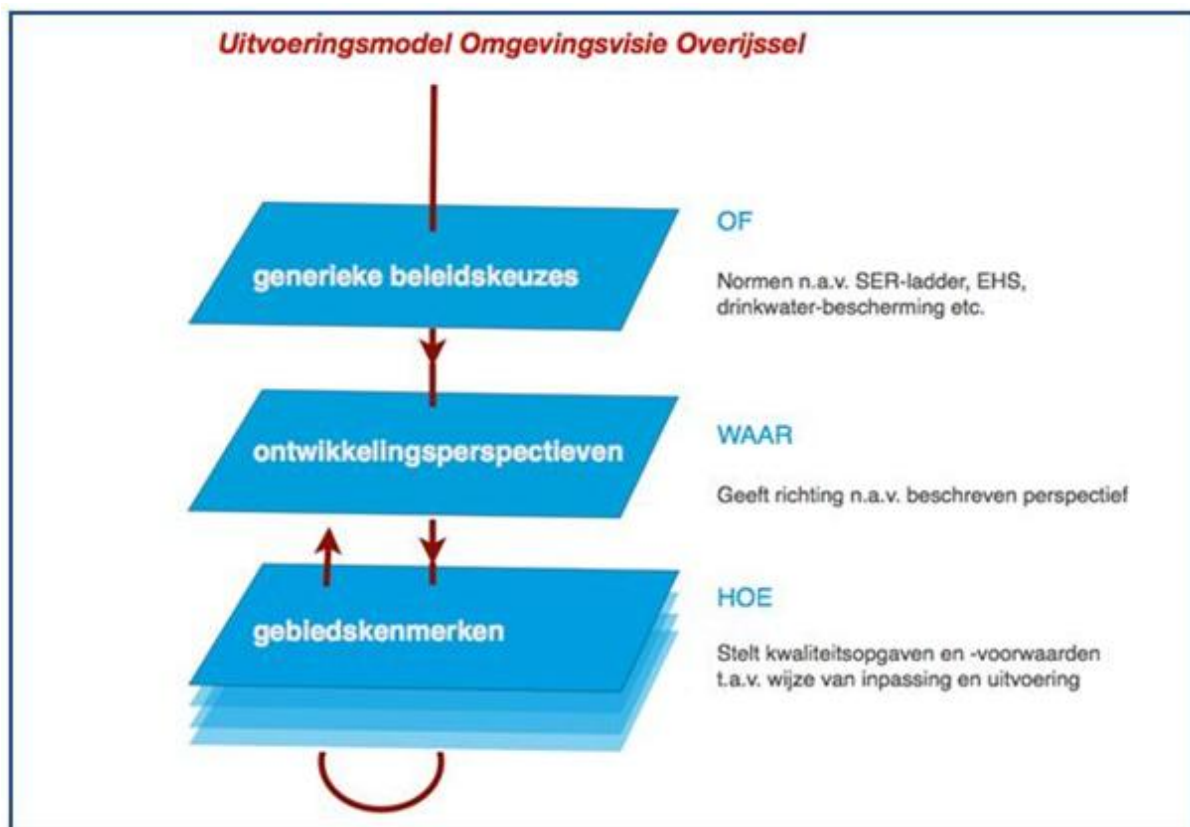 Uitvoeringsmodel Omgevingsvisie Overijssel
generieke beleidskeuzes
OF
Normen n.a.v. SER-ladder, EHS,
drinkwater-bescherming etc.
ontwikkelingsperspectieven
WAAR
Geeft richting n.a.v. beschreven perspectief
gebiedskenmerken
HOE
Stelt kwaliteitsopgaven en -voorwaarden
t.a.v. wijze van inpassing en uitvoering